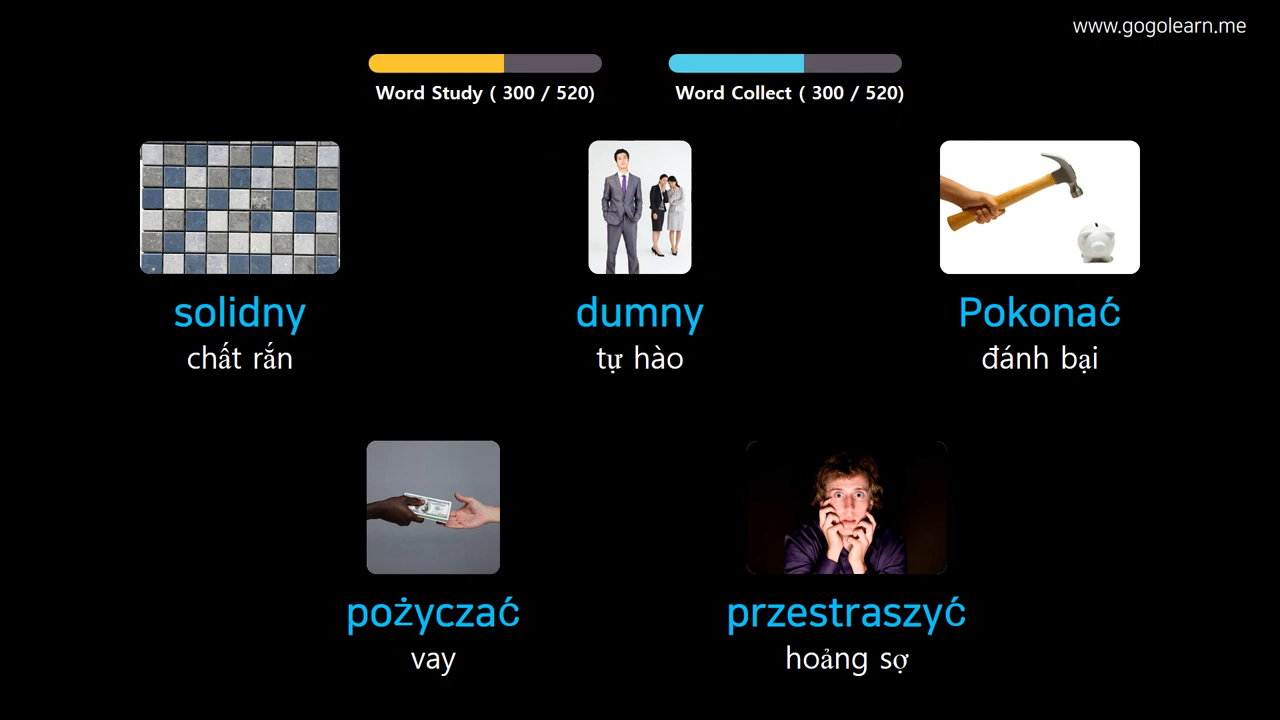 www.gogolearn.me
Word Study ( 300 / 520)
Word Collect ( 300 / 520)
solidny
chất rắn
dumny
tự hào
Pokonać
đánh bại
pożyczać
vay
przestraszyć
hoảng sợ